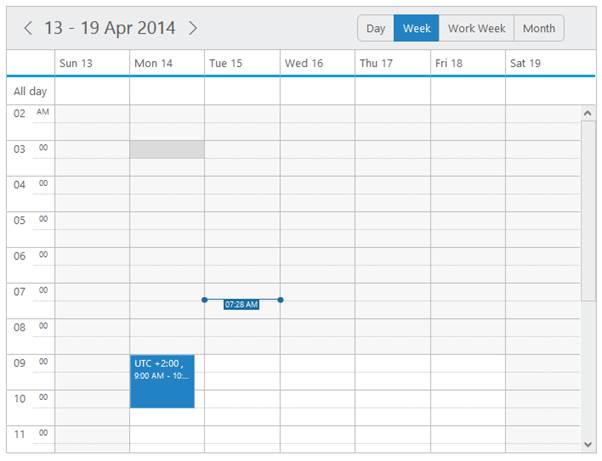 13 - 19 Apr 2014 Day Week Work Week Month
Sun 13 Mon 14 Tue 15 Wed 16 Thu 17 Fri 18 Sat 19
All day
02 AM
03 00
04 00
05 00
06 00
07 00
07:28 AM
08 00
09 00 UTC +2:00 ,
9:00 AM - 10:...
10 00
11 00